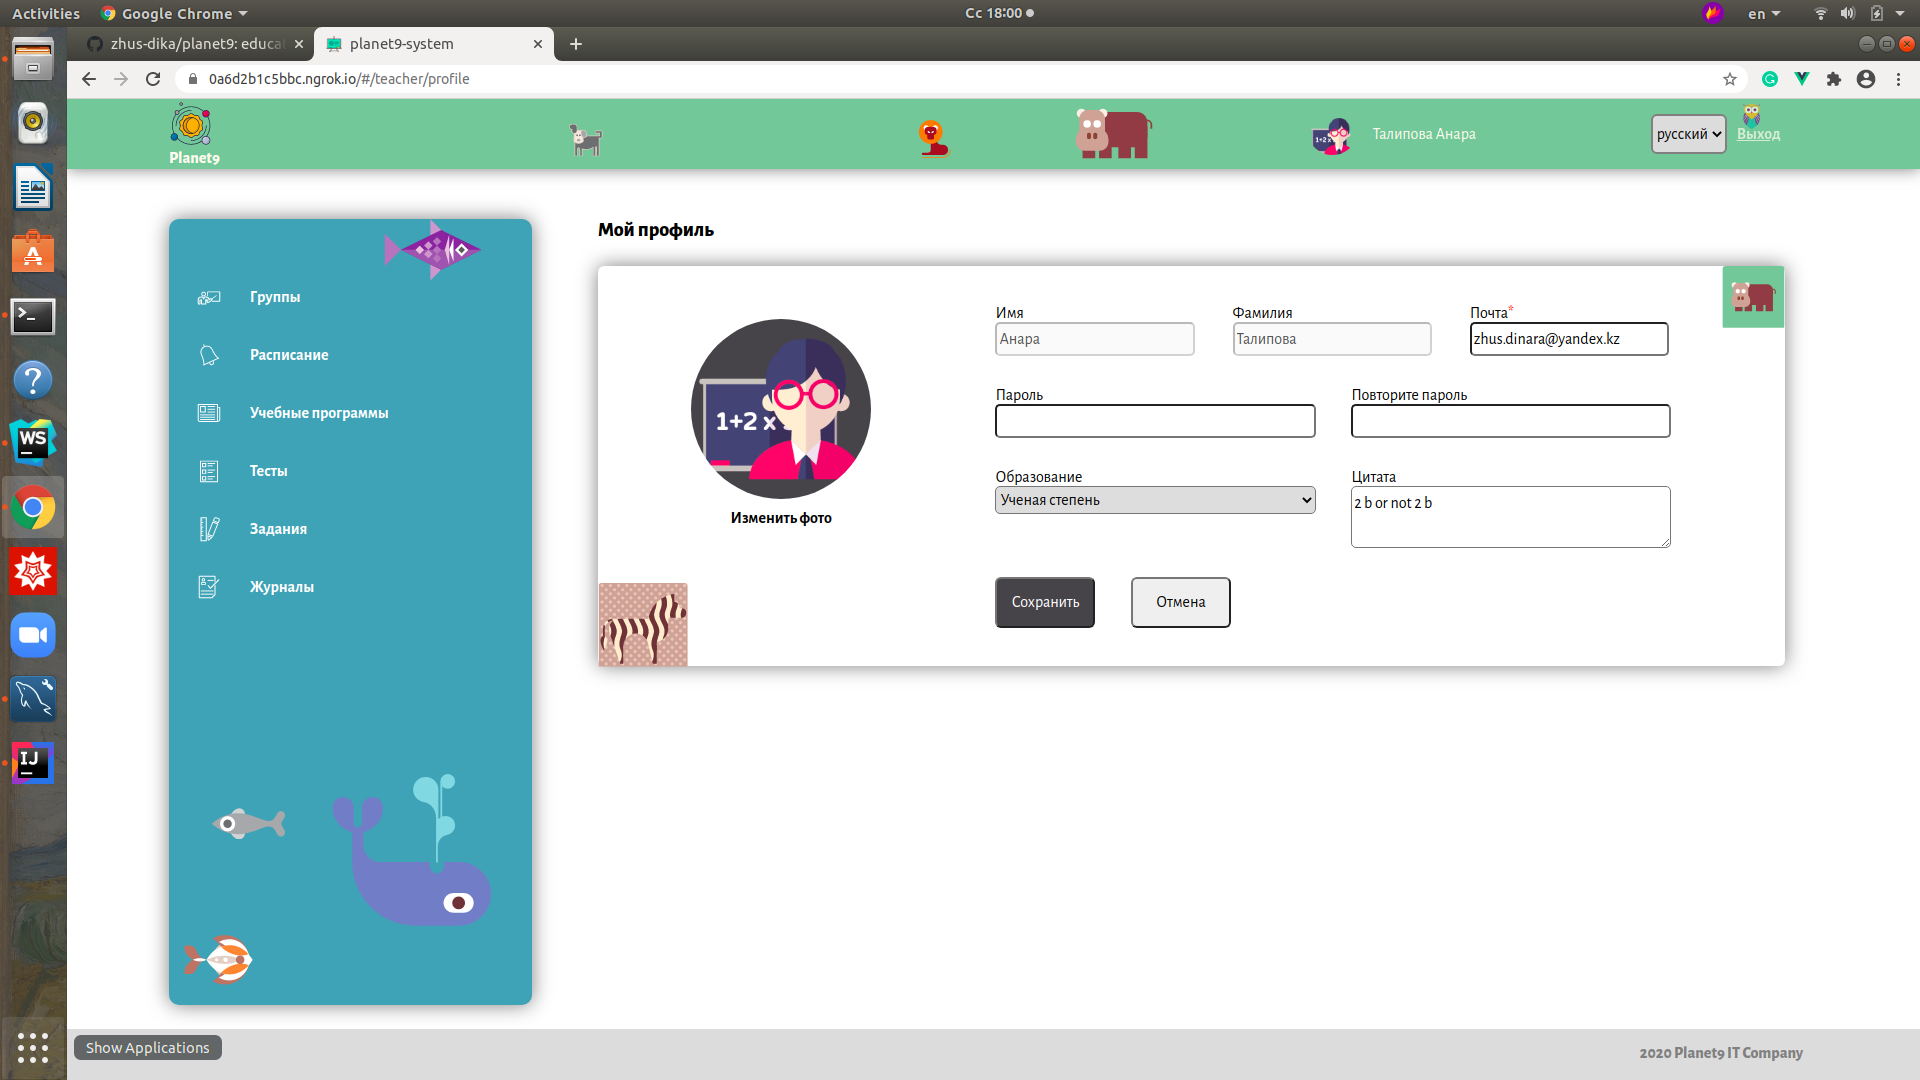 Activities
Google Chrome
Сс 18:00
en
zhus-dika/planet9: educat
planet9-system
0a6d2b1c5bbc.ngrok.io/#/teacher/profile
Planet9
1+2 x
Талипова Анара
русский
Выход
Мой профиль
Группы
Расписание
Учебные программы
Тесты
Задания
Журналы
1+2 x
Изменить фото
Имя
Фамилия
Почта*
Анара
Талипова
zhus.dinara@yandex.kz
Пароль
Повторите пароль
Образование
Цитата
Ученая степень
2 b or not 2 b
Сохранить
Отмена
WS
IJ
Show Applications
2020 Planet9 IT Company